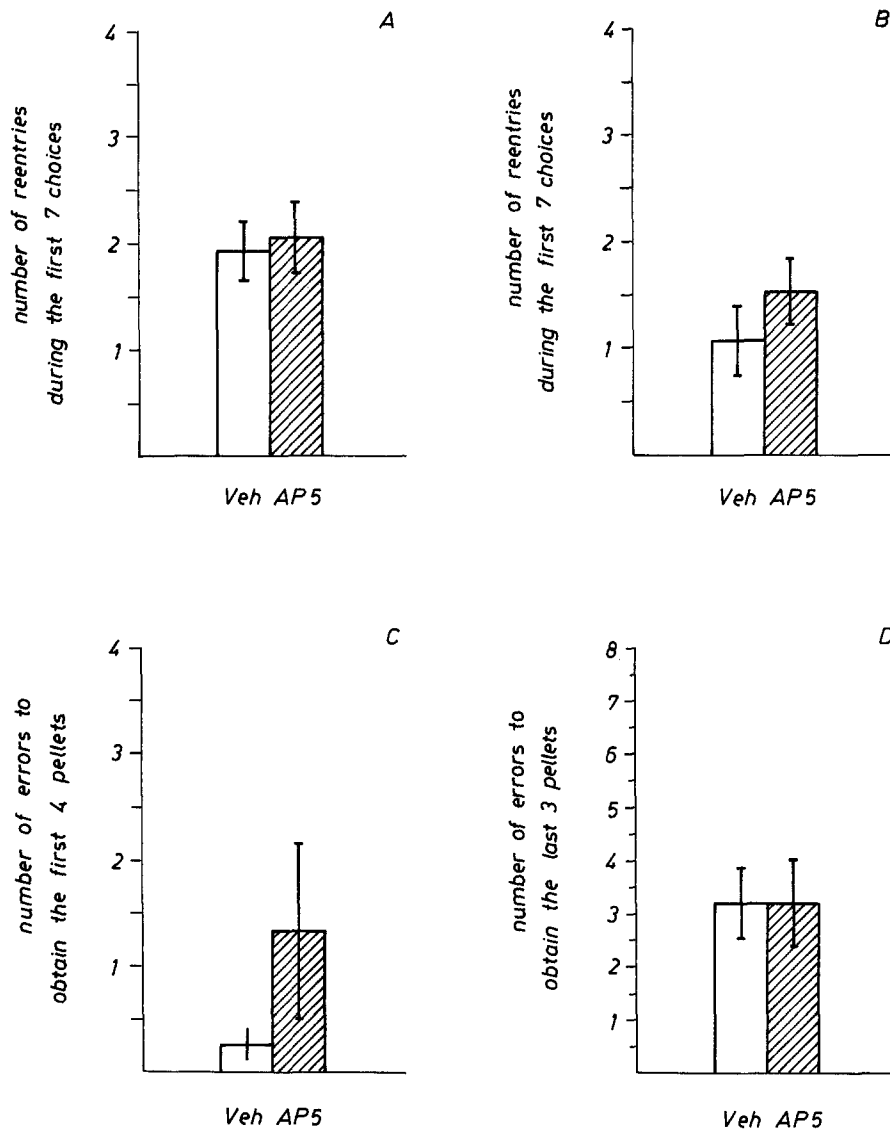 A
number of reentries
during the first 7 choices
4
3
2
1
Veh AP5
B
number of reentries
during the first 7 choices
4
3
2
1
Veh AP5
C
number of errors to
obtain the first 4 pellets
4
3
2
1
Veh AP5
D
number of errors to
obtain the last 3 pellets
8
7
6
5
4
3
2
1
Veh AP5